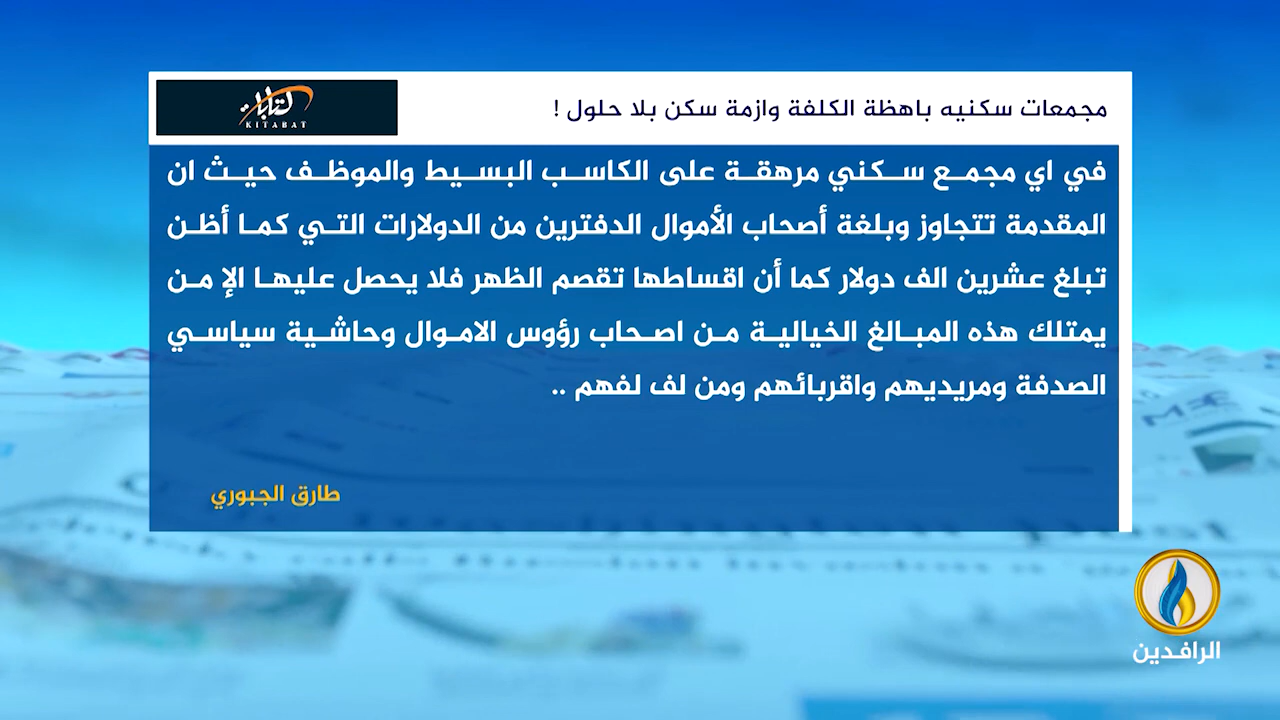 كتابات
KITABAT
مجمعات سكنيه باهظة الكلفة وازمة سكن بلا حلول !
في اي مجمع سكني مرهقة على الكاسب البسيط والموظف حيث ان
المقدمة تتجاوز وبلغة أصحاب الأموال الدفترين من الدولارات التي كما أظن
تبلغ عشرين الف دولار كما أن اقساطها تقصم الظهر فلا يحصل عليها الإ من
يمتلك هذه المبالغ الخيالية من اصحاب رؤوس الاموال وحاشية سياسي
الصدفة ومريديهم واقربائهم ومن لف لفهم ..
طارق الجبوري
الرافدين